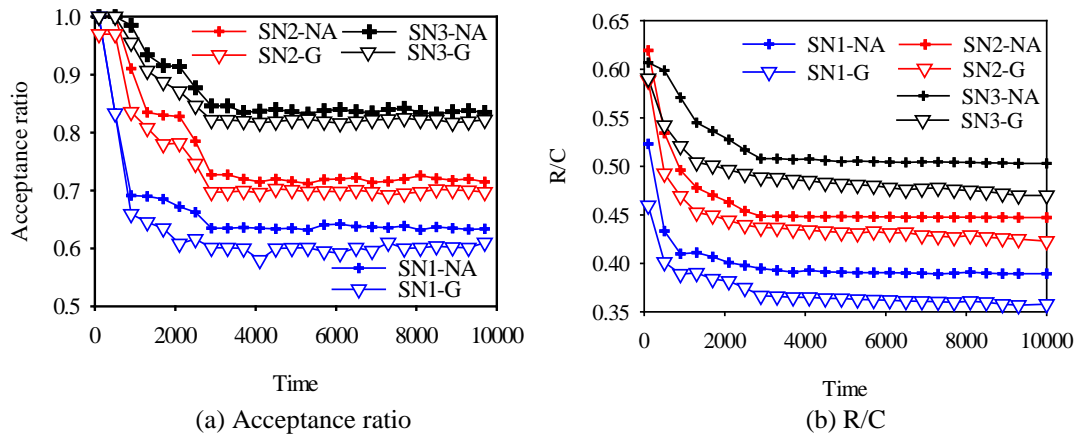 1.0
0.9
0.8
0.7
0.6
0.5
Acceptance ratio
SN2-NA
SN2-G
SN3-NA
SN3-G
SN1-NA
SN1-G
0 2000 4000 6000 8000 10000
Time
(a) Acceptance ratio
0.65
0.60
0.55
0.50
0.45
0.40
0.35
R/C
SN1-NA
SN1-G
SN2-NA
SN2-G
SN3-NA
SN3-G
0 2000 4000 6000 8000 10000
Time
(b) R/C